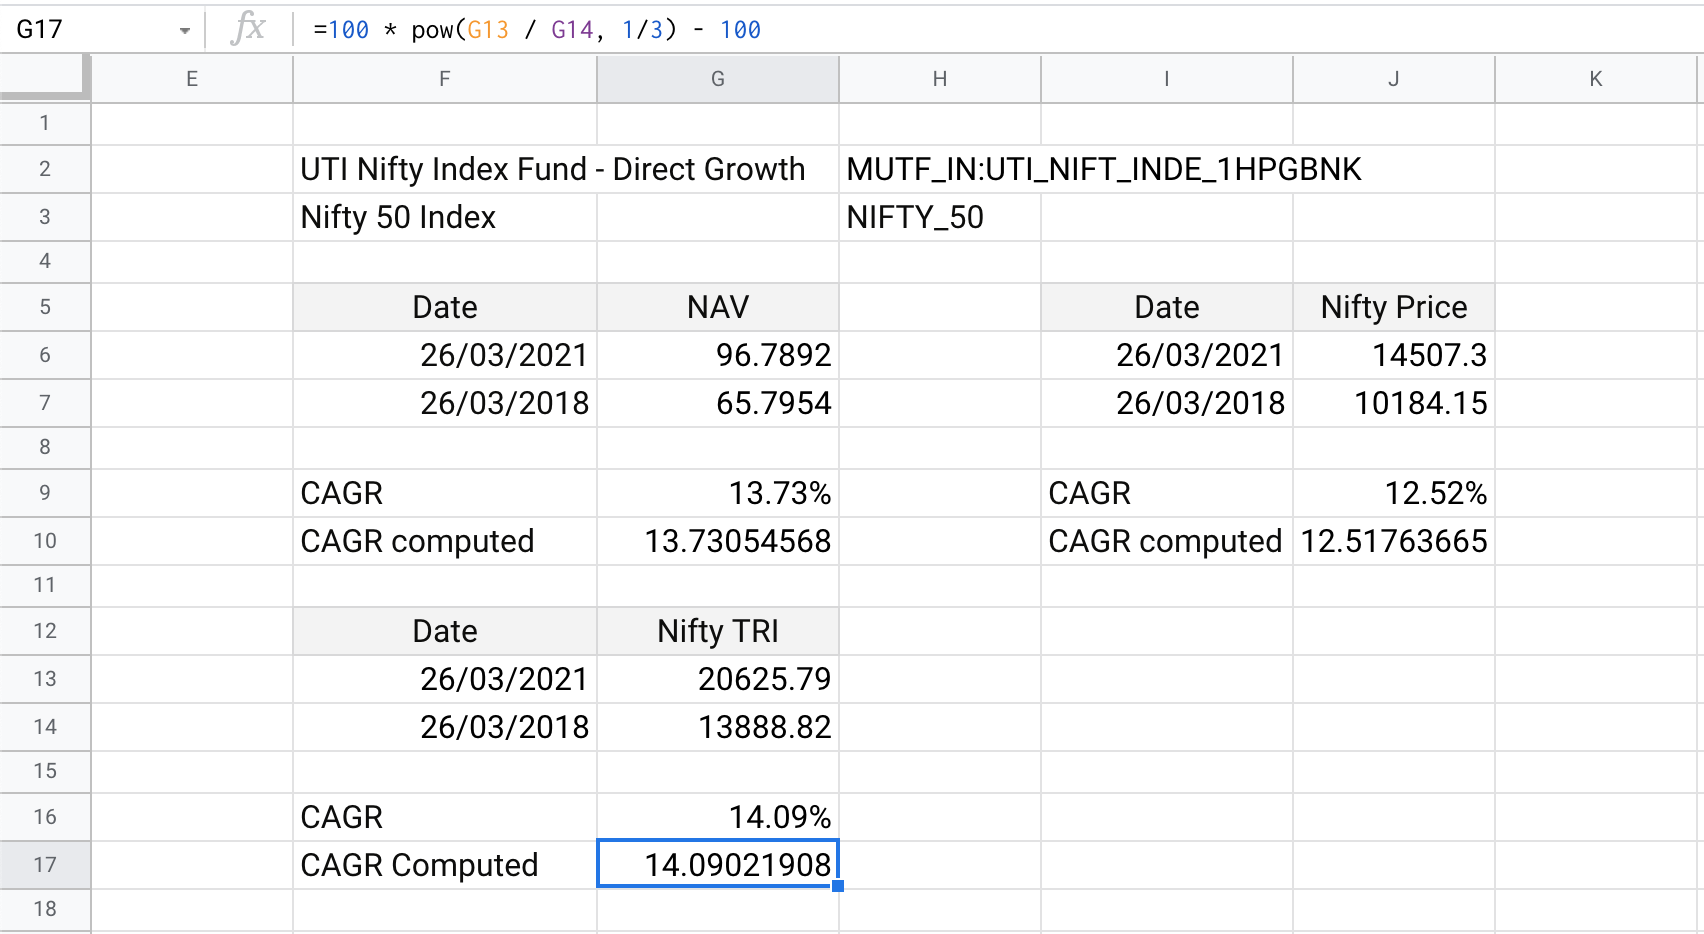 G17 fx =100 * pow(G13 / G14, 1/3) - 100
E F G H I J K
1
2 UTI Nifty Index Fund - Direct Growth MUTF_IN:UTI_NIFT_INDE_1HPGBNK
3 Nifty 50 Index NIFTY_50
4
5 Date NAV Date Nifty Price
6 26/03/2021 96.7892 26/03/2021 14507.3
7 26/03/2018 65.7954 26/03/2018 10184.15
8
9 CAGR 13.73% CAGR 12.52%
10 CAGR computed 13.73054568 CAGR computed 12.51763665
11
12 Date Nifty TRI
13 26/03/2021 20625.79
14 26/03/2018 13888.82
15
16 CAGR 14.09%
17 CAGR Computed 14.09021908
18